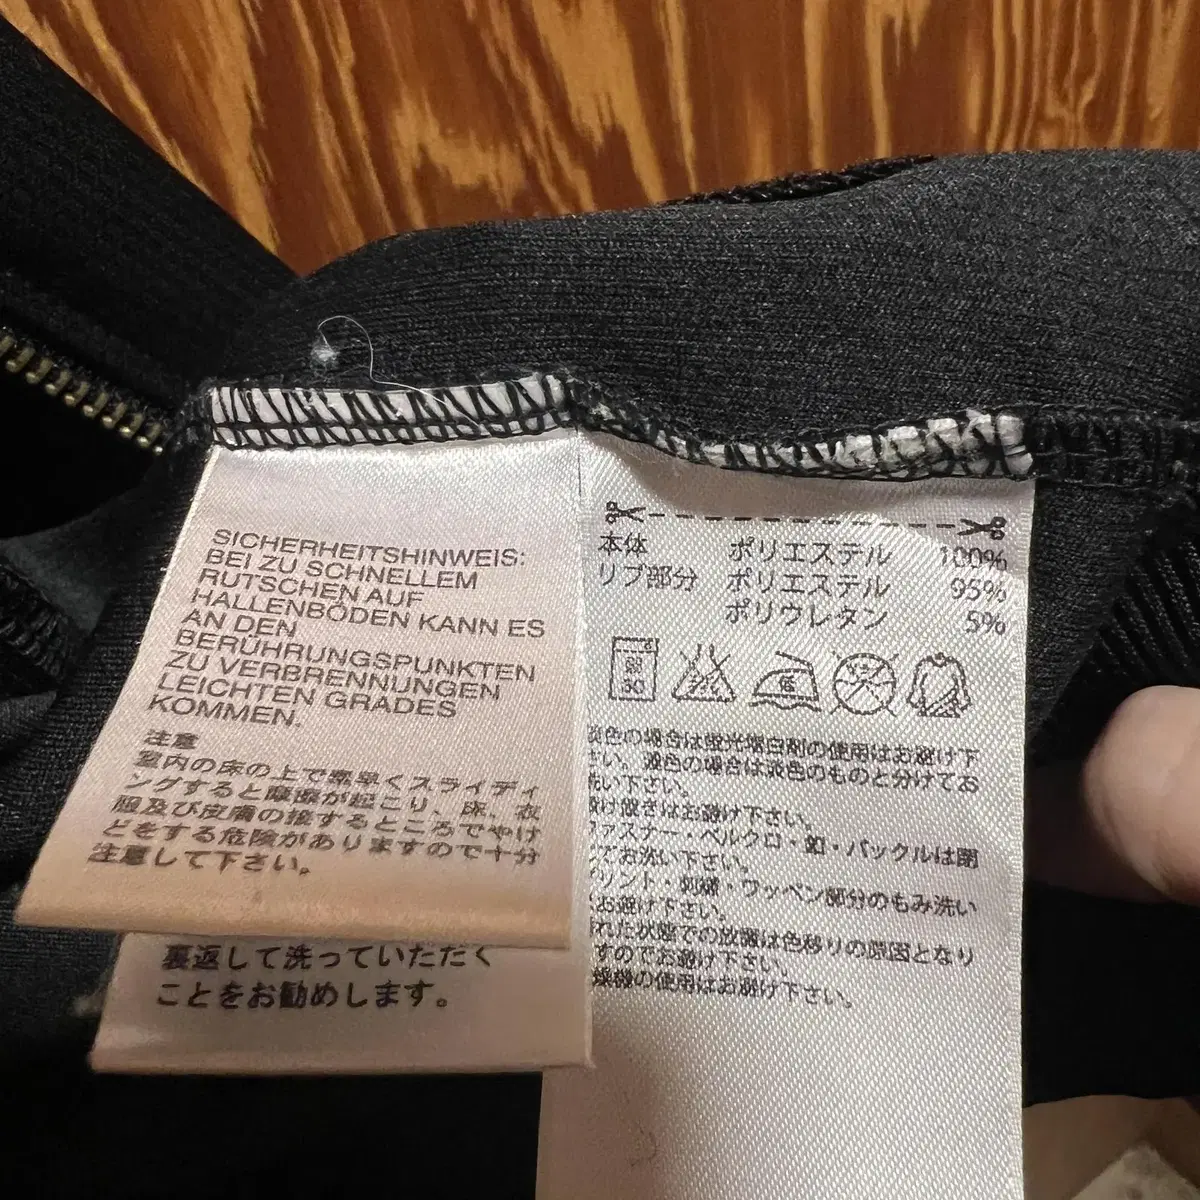 SICHERHEITSHINWEIS:
BEI ZU SCHNELLEM
RUTSCHEN AUF
HALLENBÖDEN KANN ES
AN DEN
BERÜHRUNGSPUNKTEN
ZU VERBRENNUNGEN
LEICHTEN GRADES
KOMMEN.
注意
室内の床の上で素早くスライディ
ングすると摩擦が起こり、床、衣
服及び皮膚の接するところでやけ
どをする危険がありますので十分
注意して下さい。
裏返して洗っていただく
ことをお勧めします。
本体 ポリエステル 100%
リブ部分 ポリエステル 95%
ポリウレタン 5%
30
色の場合は蛍光増白剤の使用はお避け下
さい。濃色の場合は淡色のものと分けてお
洗い下さい。
け置きはお避け下さい。
ファスナー・ベルクロ・釦・バックルは閉
てお洗い下さい。
プリント・刺繍・ワッペン部分のもみ洗い
お避け下さい。
れた状態での放置は色移りの原因となり
すのでお避け下さい。
燥機の使用はお避け下さい。